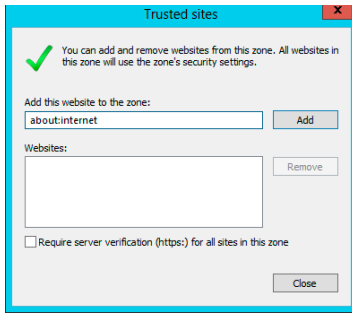 Trusted sites
x
You can add and remove websites from this zone. All websites in
this zone will use the zone's security settings.
Add this website to the zone:
about:internet
Add
Websites:
Remove
Require server verification (https:) for all sites in this zone
Close